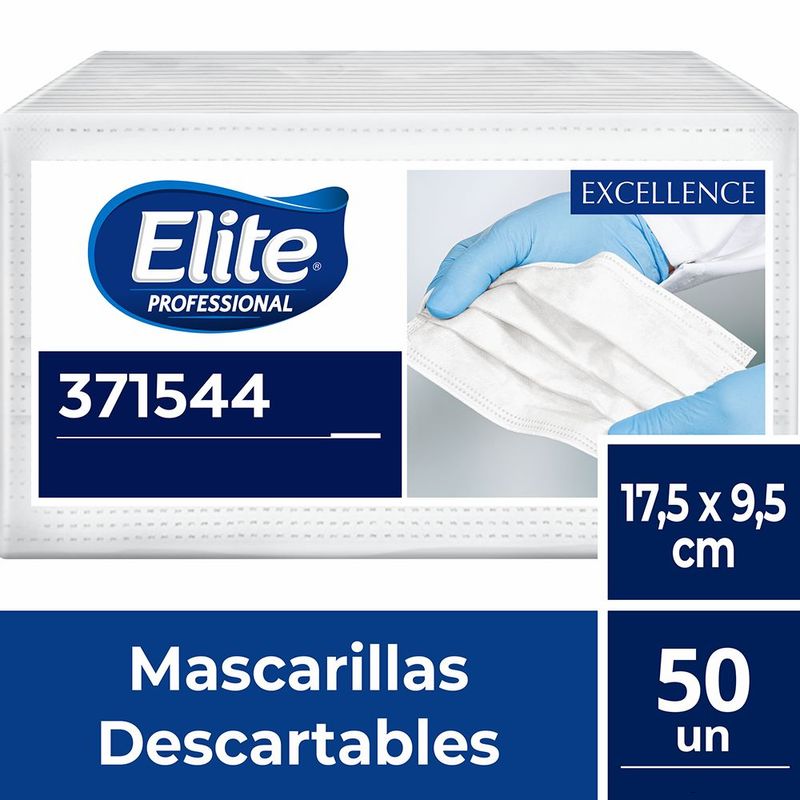 Elite®
PROFESSIONAL
EXCELLENCE
371544
17,5 x 9,5
cm
Mascarillas
Descartables
50
un